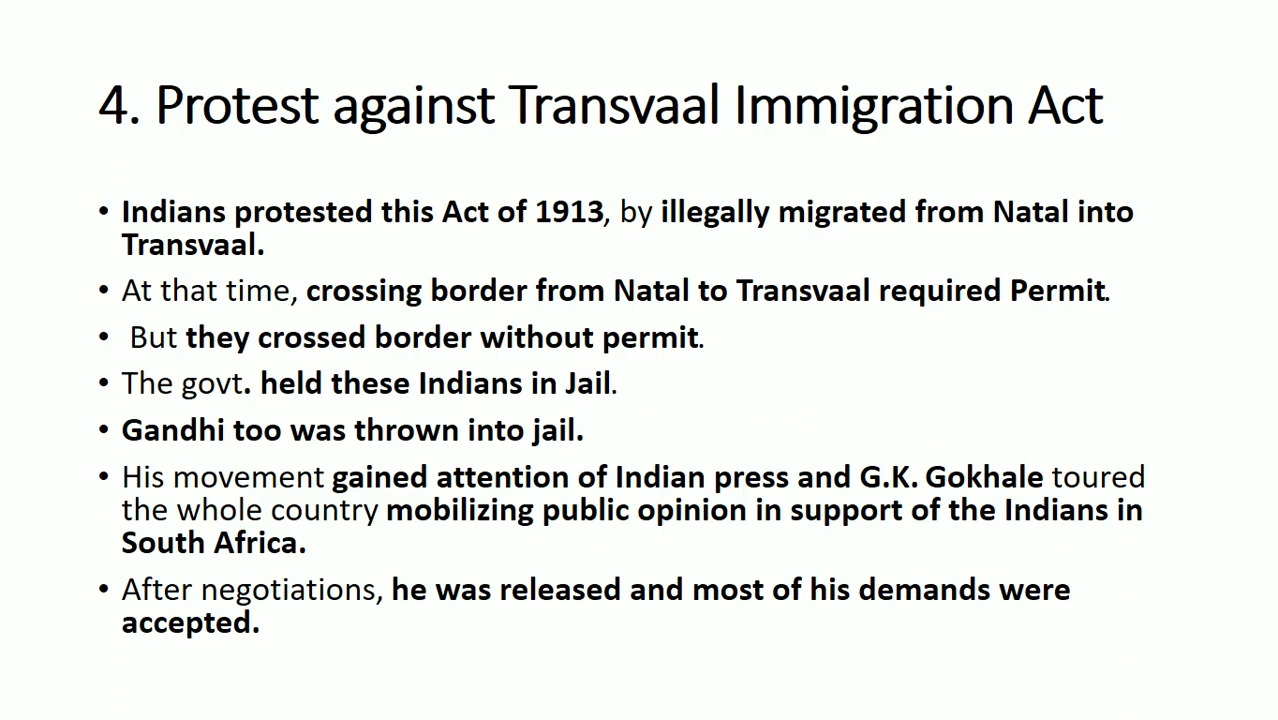 4. Protest against Transvaal Immigration Act
• Indians protested this Act of 1913, by illegally migrated from Natal into
Transvaal.
• At that time, crossing border from Natal to Transvaal required Permit.
• But they crossed border without permit.
• The govt. held these Indians in Jail.
• Gandhi too was thrown into jail.
• His movement gained attention of Indian press and G.K. Gokhale toured
the whole country mobilizing public opinion in support of the Indians in
South Africa.
• After negotiations, he was released and most of his demands were
accepted.